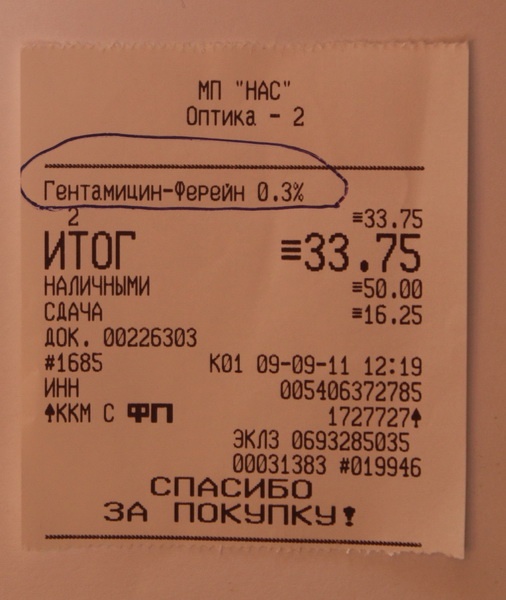 МП "НАС"
Оптика - 2
Гентамицин-Ферейн 0.3%
2 ≡33.75
ИТОГ ≡33.75
НАЛИЧНЫМИ ≡50.00
СДАЧА ≡16.25
ДОК. 00226303
#1685 К01 09-09-11 12:19
ИНН 005406372785
ККМ С ФП 1727727
ЭКЛЗ 0693285035
00031383 #019946
СПАСИБО
ЗА ПОКУПКУ!